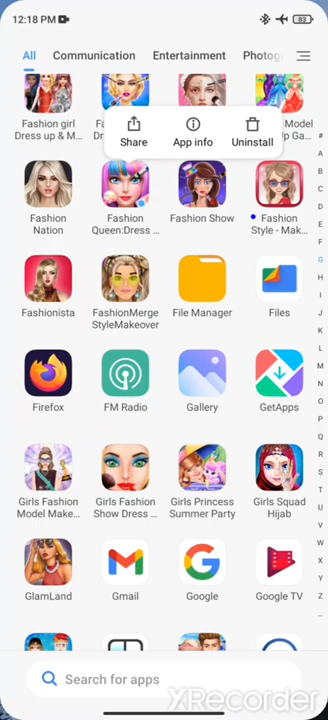 12:18 PM
83
All Communication Entertainment Photog
Fashion girl
Dress up & M...
Model
p Ga...
Share App info Uninstall
Fashion
Nation
Fashion
Queen:Dress ...
Fashion Show
Fashion
Style - Mak...
Fashionista
FashionMerge
StyleMakeover
File Manager
Files
Firefox
FM Radio
Gallery
GetApps
Girls Fashion
Model Make...
Girls Fashion
Show Dress ...
Girls Princess
Summer Party
Girls Squad
Hijab
GlamLand
Gmail
Google
Google TV
Search for apps
#
A
B
C
D
E
F
G
H
I
J
K
L
M
N
O
P
Q
R
S
T
U
V
W
X
Y
Z
...
XRecorder